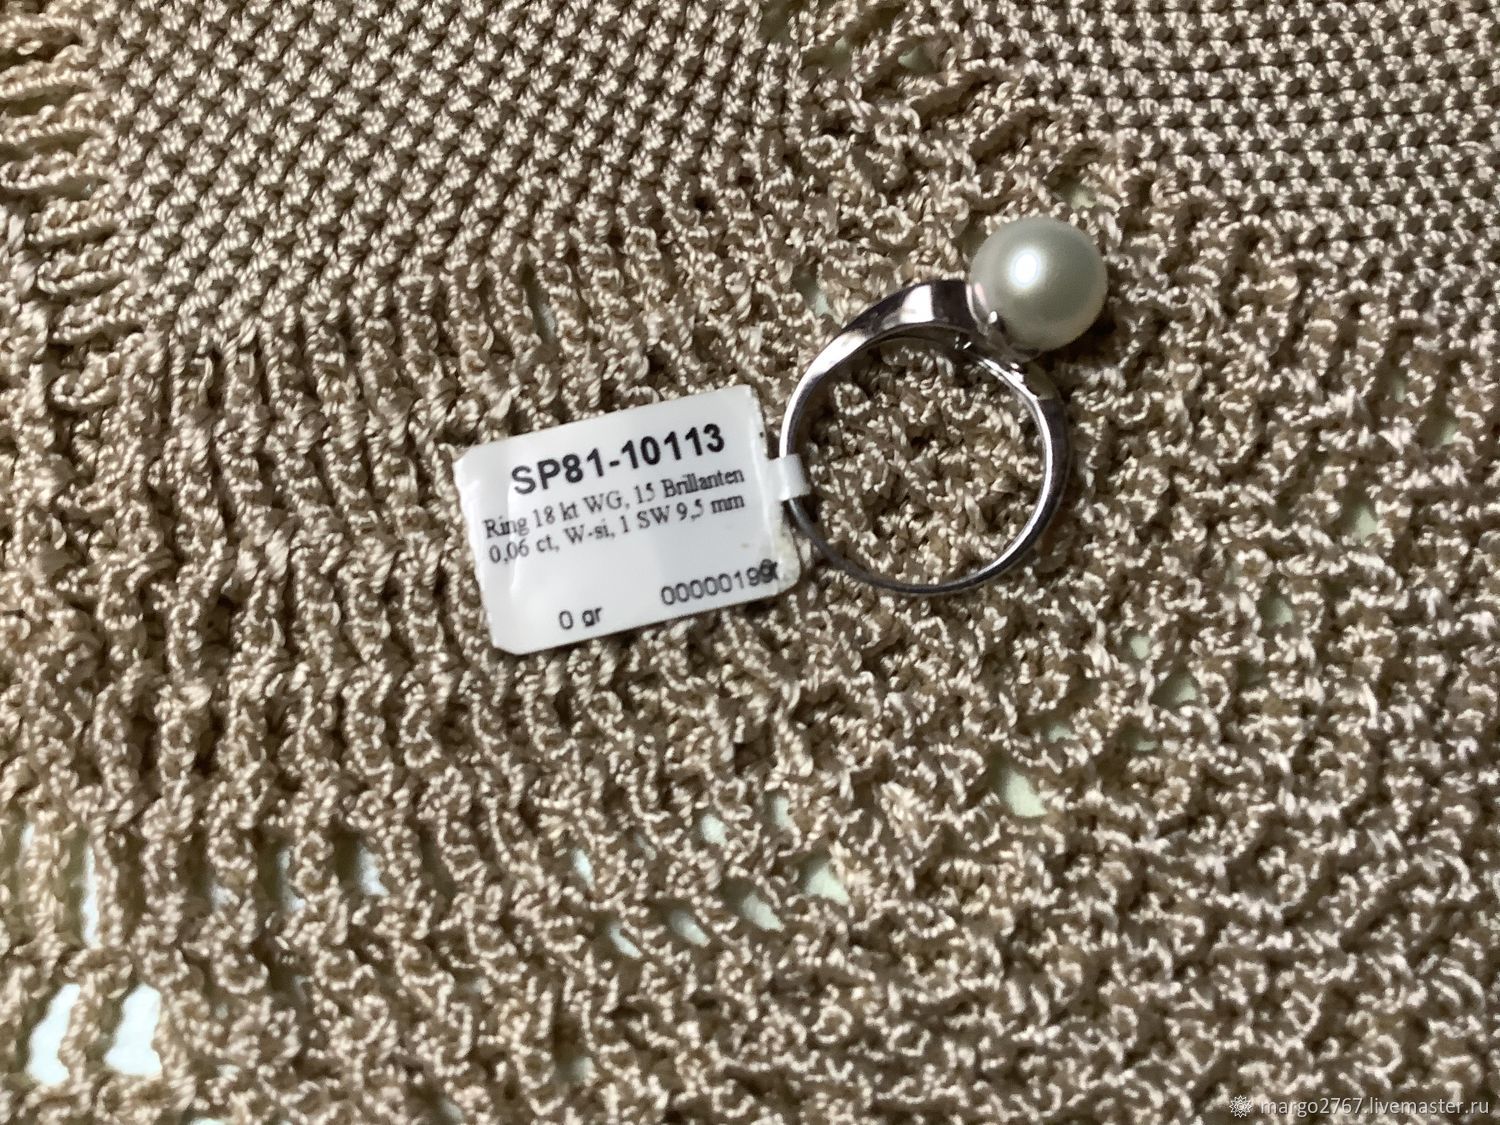 SP81-10113
Ring 18 kt WG, 15 Brillanten
0,06 ct, W-si, 1 SW 9,5 mm
0 gr
margo2767.livemaster.ru